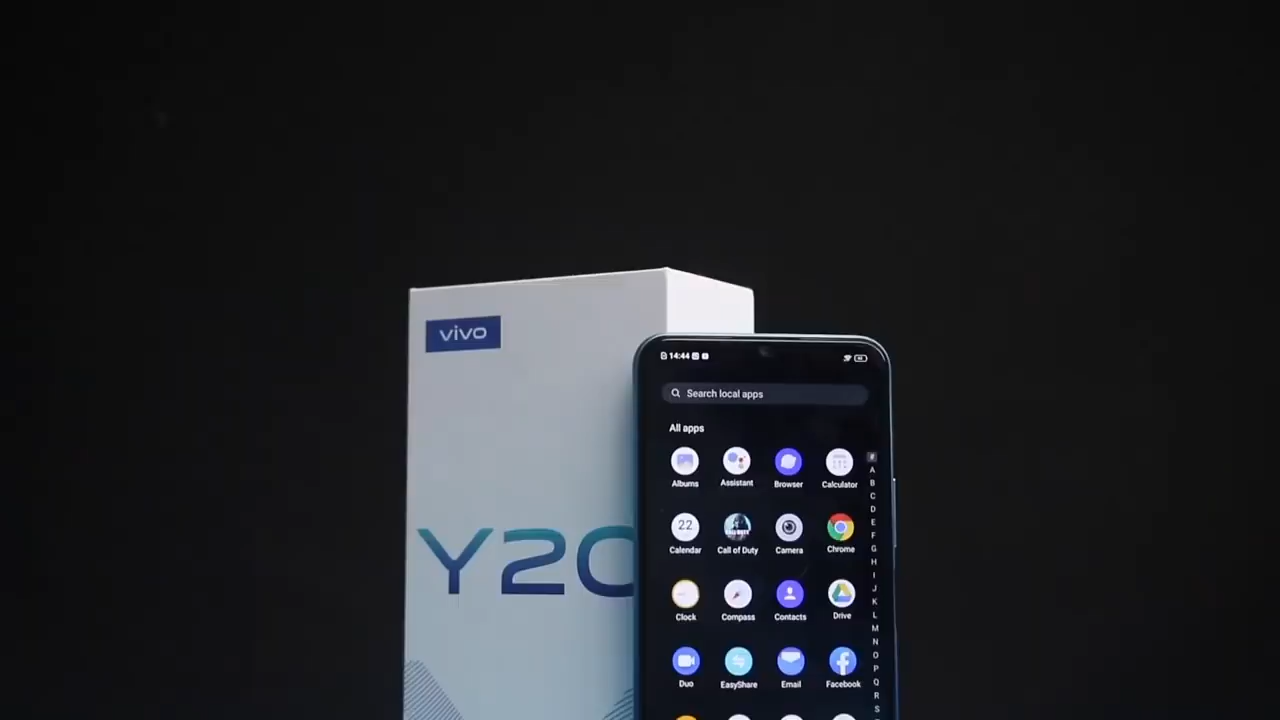 vivo
Y20
14:44
Search local apps
All apps
Albums Assistant Browser Calculator
22
Calendar Call of Duty Camera Chrome
Clock Compass Contacts Drive
Duo EasyShare Email Facebook
#
A
B
C
D
E
F
G
H
I
J
K
L
M
N
O
P
Q
R
S